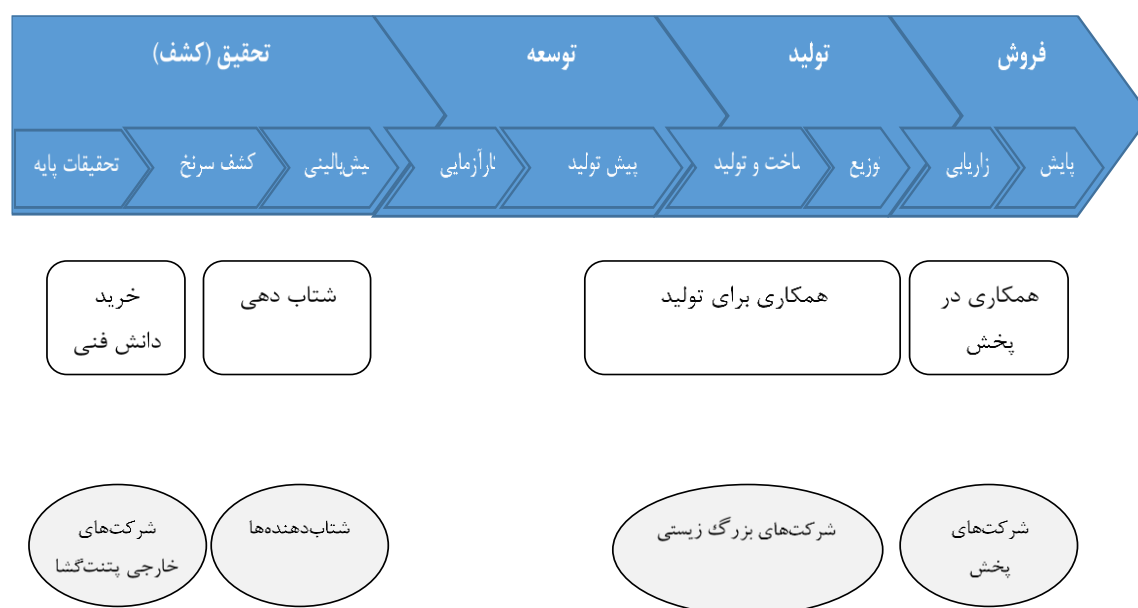 تحقیق (کشف)
توسعه
تولید
فروش
تحقیقات پایه
کشف سرنخ
یش‌بالینی
ارآزمایی
پیش تولید
اخت و تولید
وزیع
زاریابی
پایش
خرید
دانش فنی
شتاب دهی
همکاری برای تولید
همکاری در
پخش
شرکت‌های
خارجی پتنت‌گشا
شتاب‌دهنده‌ها
شرکت‌های بزرگ زیستی
شرکت‌های
پخش